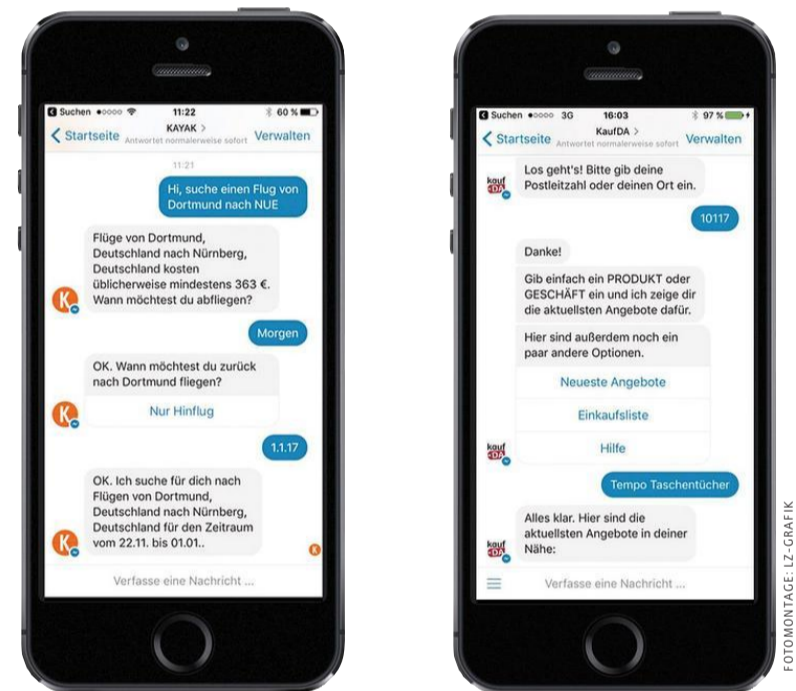 Suchen 11:22 60 %
Startseite KAYAK > Verwalten
Antwortet normalerweise sofort
11:21
Hi, suche einen Flug von
Dortmund nach NUE
Flüge von Dortmund,
Deutschland nach Nürnberg,
Deutschland kosten
üblicherweise mindestens 363 €.
Wann möchtest du abfliegen?
Morgen
OK. Wann möchtest du zurück
nach Dortmund fliegen?
Nur Hinflug
1.1.17
OK. Ich suche für dich nach
Flügen von Dortmund,
Deutschland nach Nürnberg,
Deutschland für den Zeitraum
vom 22.11. bis 01.01..
K
K
K
K
Verfasse eine Nachricht ...
Suchen 3G 16:03 97 %
Startseite KaufDA > Verwalten
Antwortet normalerweise sofort
Los geht's! Bitte gib deine
Postleitzahl oder deinen Ort ein.
kauf
DA
10117
Danke!
Gib einfach ein PRODUKT oder
GESCHÄFT ein und ich zeige dir
die aktuellsten Angebote dafür.
Hier sind außerdem noch ein
paar andere Optionen.
Neueste Angebote
Einkaufsliste
Hilfe
kauf
DA
Tempo Taschentücher
Alles klar. Hier sind die
aktuellsten Angebote in deiner
Nähe:
kauf
DA
Verfasse eine Nachricht ...
FOTOMONTAGE: LZ-GRAFIK